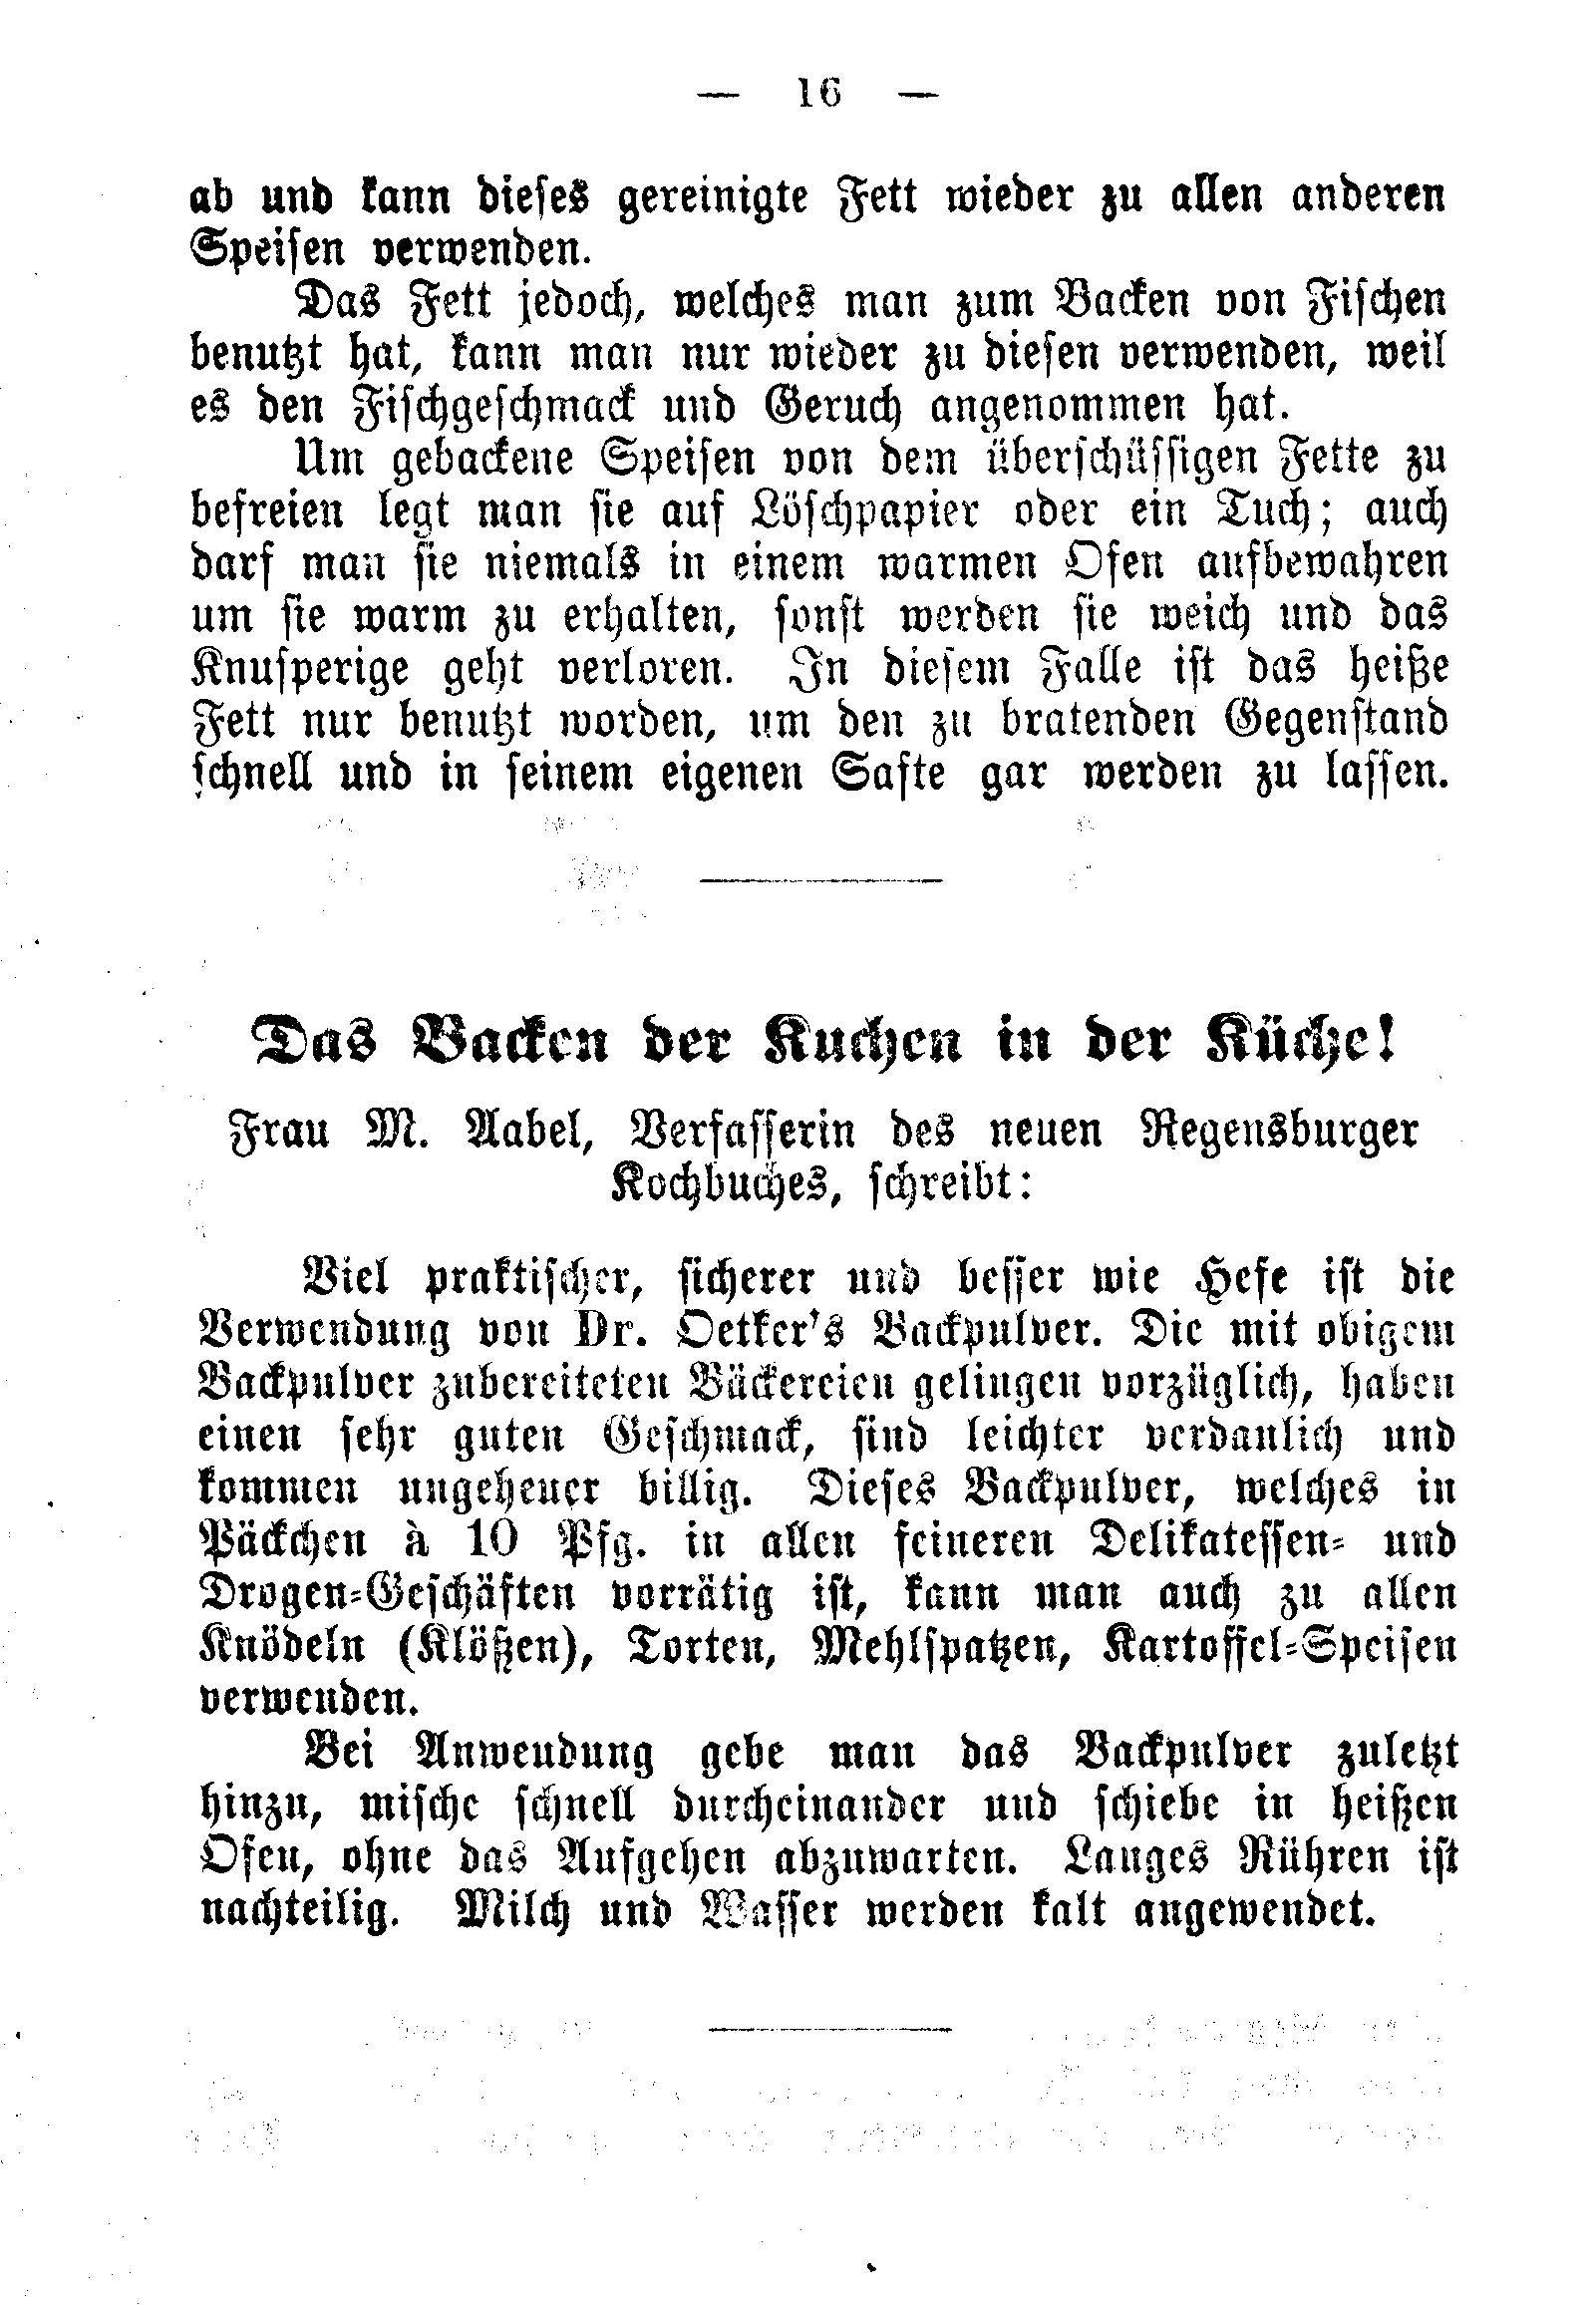 — 16 —
ab und kann dieses gereinigte Fett wieder zu allen anderen
Speisen verwenden.
Das Fett jedoch, welches man zum Backen von Fischen
benutzt hat, kann man nur wieder zu diesen verwenden, weil
es den Fischgeschmack und Geruch angenommen hat.
Um gebackene Speisen von dem überschüssigen Fette zu
befreien legt man sie auf Löschpapier oder ein Tuch; auch
darf man sie niemals in einem warmen Ofen aufbewahren
um sie warm zu erhalten, sonst werden sie weich und das
Knusperige geht verloren. In diesem Falle ist das heiße
Fett nur benutzt worden, um den zu bratenden Gegenstand
schnell und in seinem eigenen Safte gar werden zu lassen.
Das Backen der Kuchen in der Küche!
Frau M. Aabel, Verfasserin des neuen Regensburger
Kochbuches, schreibt:
Viel praktischer, sicherer und besser wie Hefe ist die
Verwendung von Dr. Oetker's Backpulver. Die mit obigem
Backpulver zubereiteten Bäckereien gelingen vorzüglich, haben
einen sehr guten Geschmack, sind leichter verdaulich und
kommen ungeheuer billig. Dieses Backpulver, welches in
Päckchen à 10 Pfg. in allen feineren Delikatessen- und
Drogen-Geschäften vorrätig ist, kann man auch zu allen
Knödeln (Klößen), Torten, Mehlspatzen, Kartoffel-Speisen
verwenden.
Bei Anwendung gebe man das Backpulver zuletzt
hinzu, mische schnell durcheinander und schiebe in heißen
Ofen, ohne das Aufgehen abzuwarten. Langes Rühren ist
nachteilig. Milch und Wasser werden kalt angewendet.